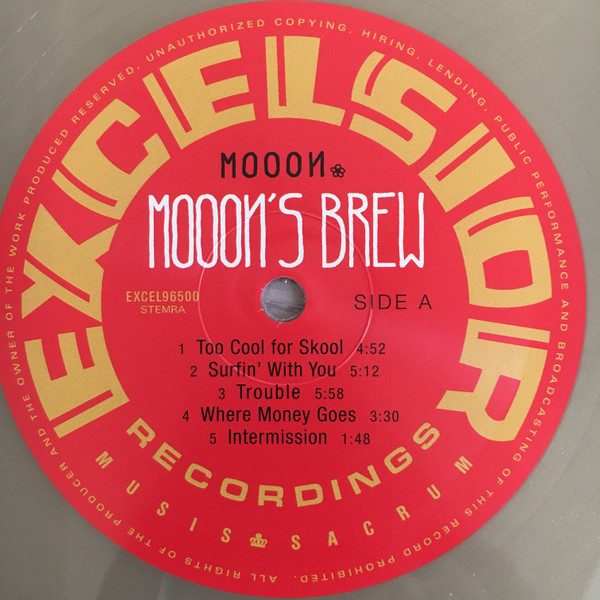 ALL RIGHTS OF THE PRODUCER AND THE OWNER OF THE WORK PRODUCED RESERVED. UNAUTHORIZED COPYING, HIRING, LENDING, PUBLIC PERFORMANCE AND BROADCASTING OF THIS RECORD PROHIBITED.
EXCELSIOR
MOOOИ
MOOOИ'S BREW
EXCEL96500
STEMRA
SIDE A
1 Too Cool for Skool 4:52
2 Surfin' With You 5:12
3 Trouble 5:58
4 Where Money Goes 3:30
5 Intermission 1:48
RECORDINGS
MUSIS SACRUM